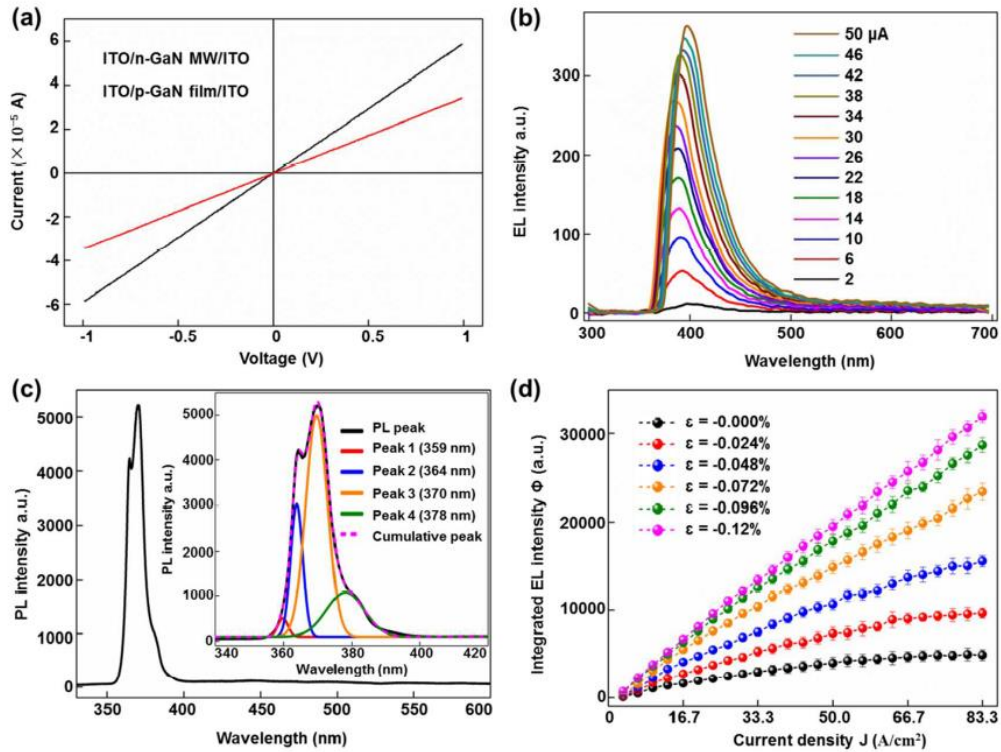 (a)
6
4
2
0
-2
-4
-6
Current (× 10⁻⁵ A)
ITO/n-GaN MW/ITO
ITO/p-GaN film/ITO
-1
-0.5
0
0.5
1
Voltage (V)
(b)
300
200
100
0
EL intensity a.u.
50 µA
46
42
38
34
30
26
22
18
14
10
6
2
300
400
500
600
700
Wavelength (nm)
(c)
5000
4000
3000
2000
1000
0
PL intensity a.u.
350
400
450
500
550
600
Wavelength (nm)
5000
4000
3000
2000
1000
0
PL intensity a.u.
PL peak
Peak 1 (359 nm)
Peak 2 (364 nm)
Peak 3 (370 nm)
Peak 4 (378 nm)
Cumulative peak
340
360
380
400
420
Wavelength (nm)
(d)
30000
20000
10000
0
Integrated EL intensity Φ (a.u.)
ε = -0.000%
ε = -0.024%
ε = -0.048%
ε = -0.072%
ε = -0.096%
ε = -0.12%
16.7
33.3
50.0
66.7
83.3
Current density J (A/cm²)